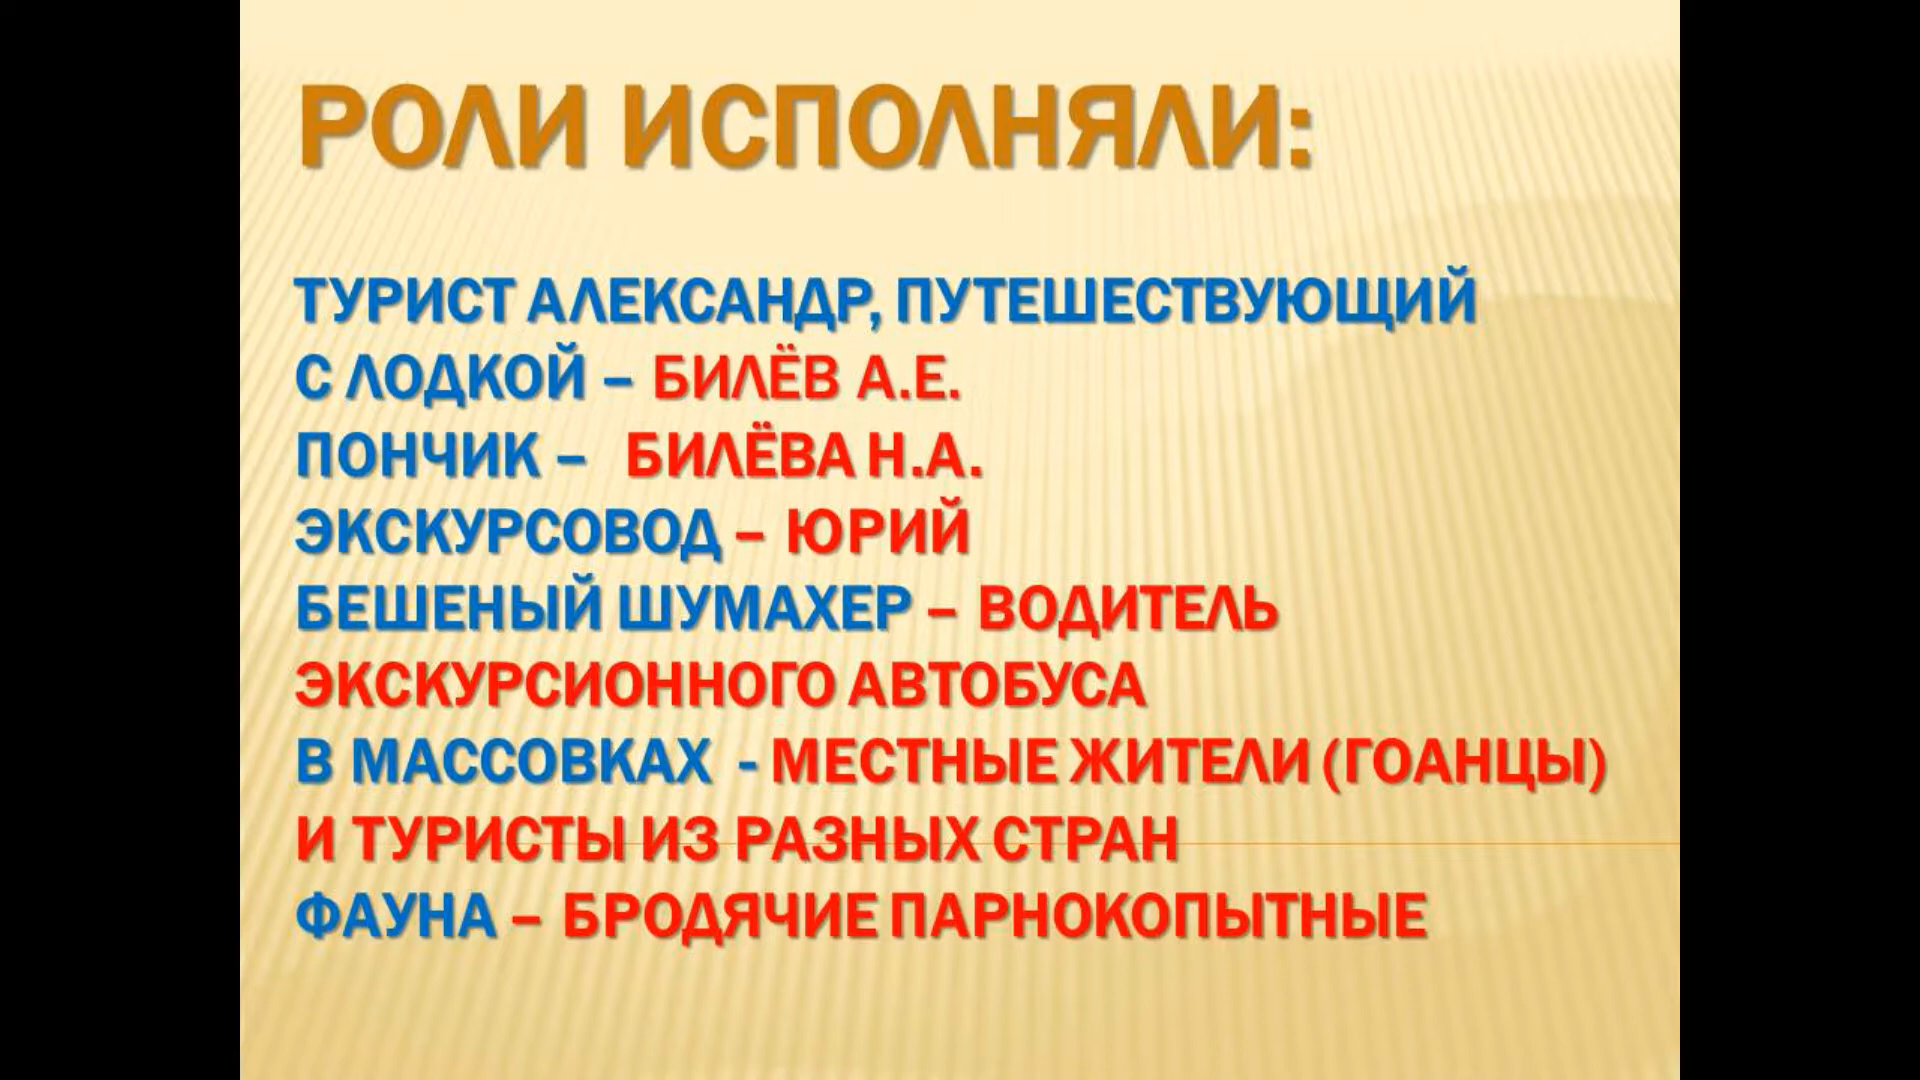 РОЛИ ИСПОЛНЯЛИ:
ТУРИСТ АЛЕКСАНДР, ПУТЕШЕСТВУЮЩИЙ
С ЛОДКОЙ – БИЛЁВ А.Е.
ПОНЧИК – БИЛЁВА Н.А.
ЭКСКУРСОВОД – ЮРИЙ
БЕШЕНЫЙ ШУМАХЕР – ВОДИТЕЛЬ
ЭКСКУРСИОННОГО АВТОБУСА
В МАССОВКАХ - МЕСТНЫЕ ЖИТЕЛИ (ГОАНЦЫ)
И ТУРИСТЫ ИЗ РАЗНЫХ СТРАН
ФАУНА – БРОДЯЧИЕ ПАРНОКОПЫТНЫЕ